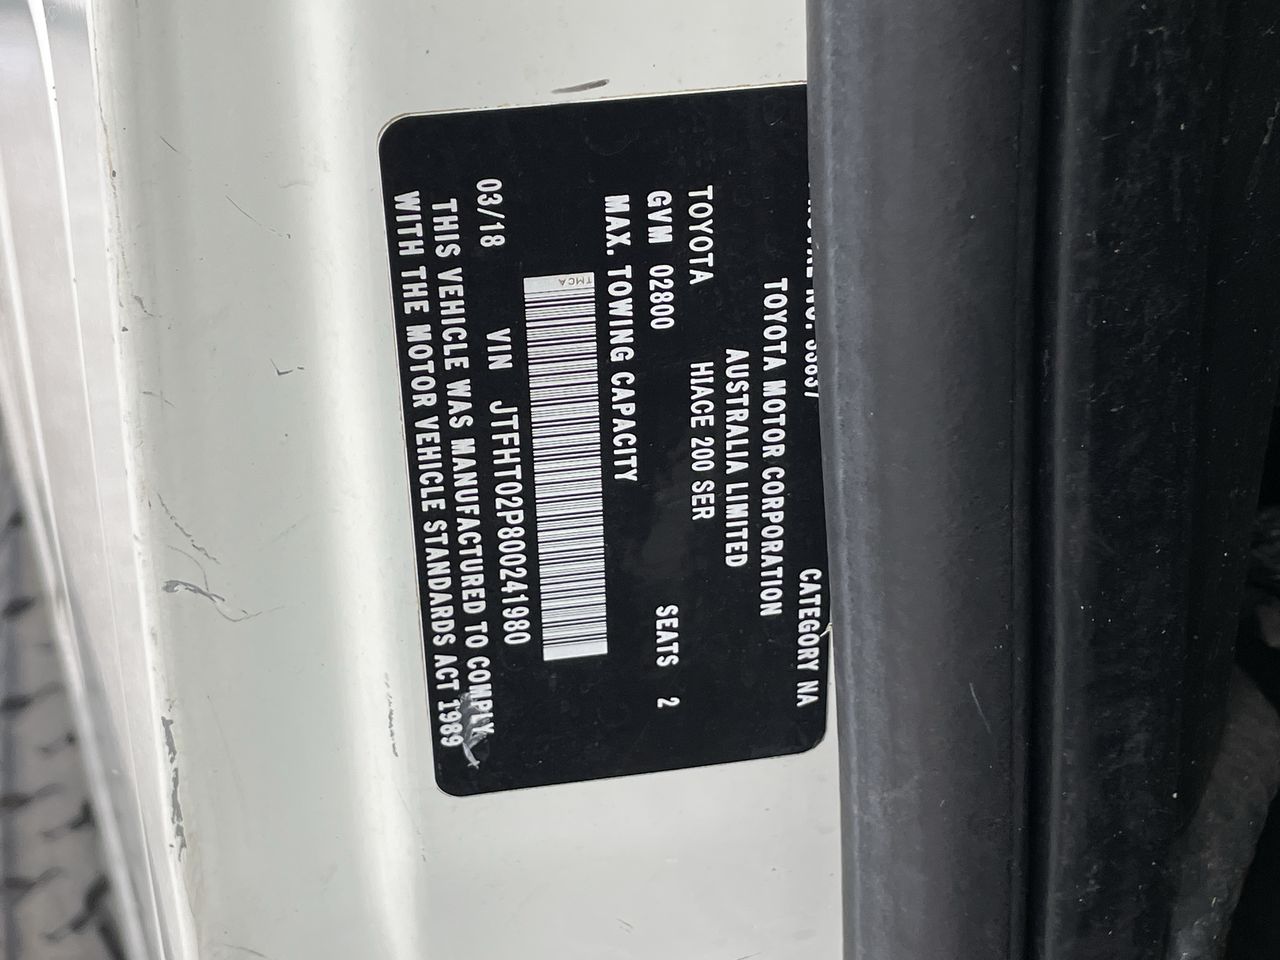 CATEGORY NA
TOYOTA MOTOR CORPORATION
AUSTRALIA LIMITED
TOYOTA HIACE 200 SER
GVM 02800 SEATS 2
MAX. TOWING CAPACITY
TMCA
03/18 VIN JTFHT02P800241980
THIS VEHICLE WAS MANUFACTURED TO COMPLY
WITH THE MOTOR VEHICLE STANDARDS ACT 1989